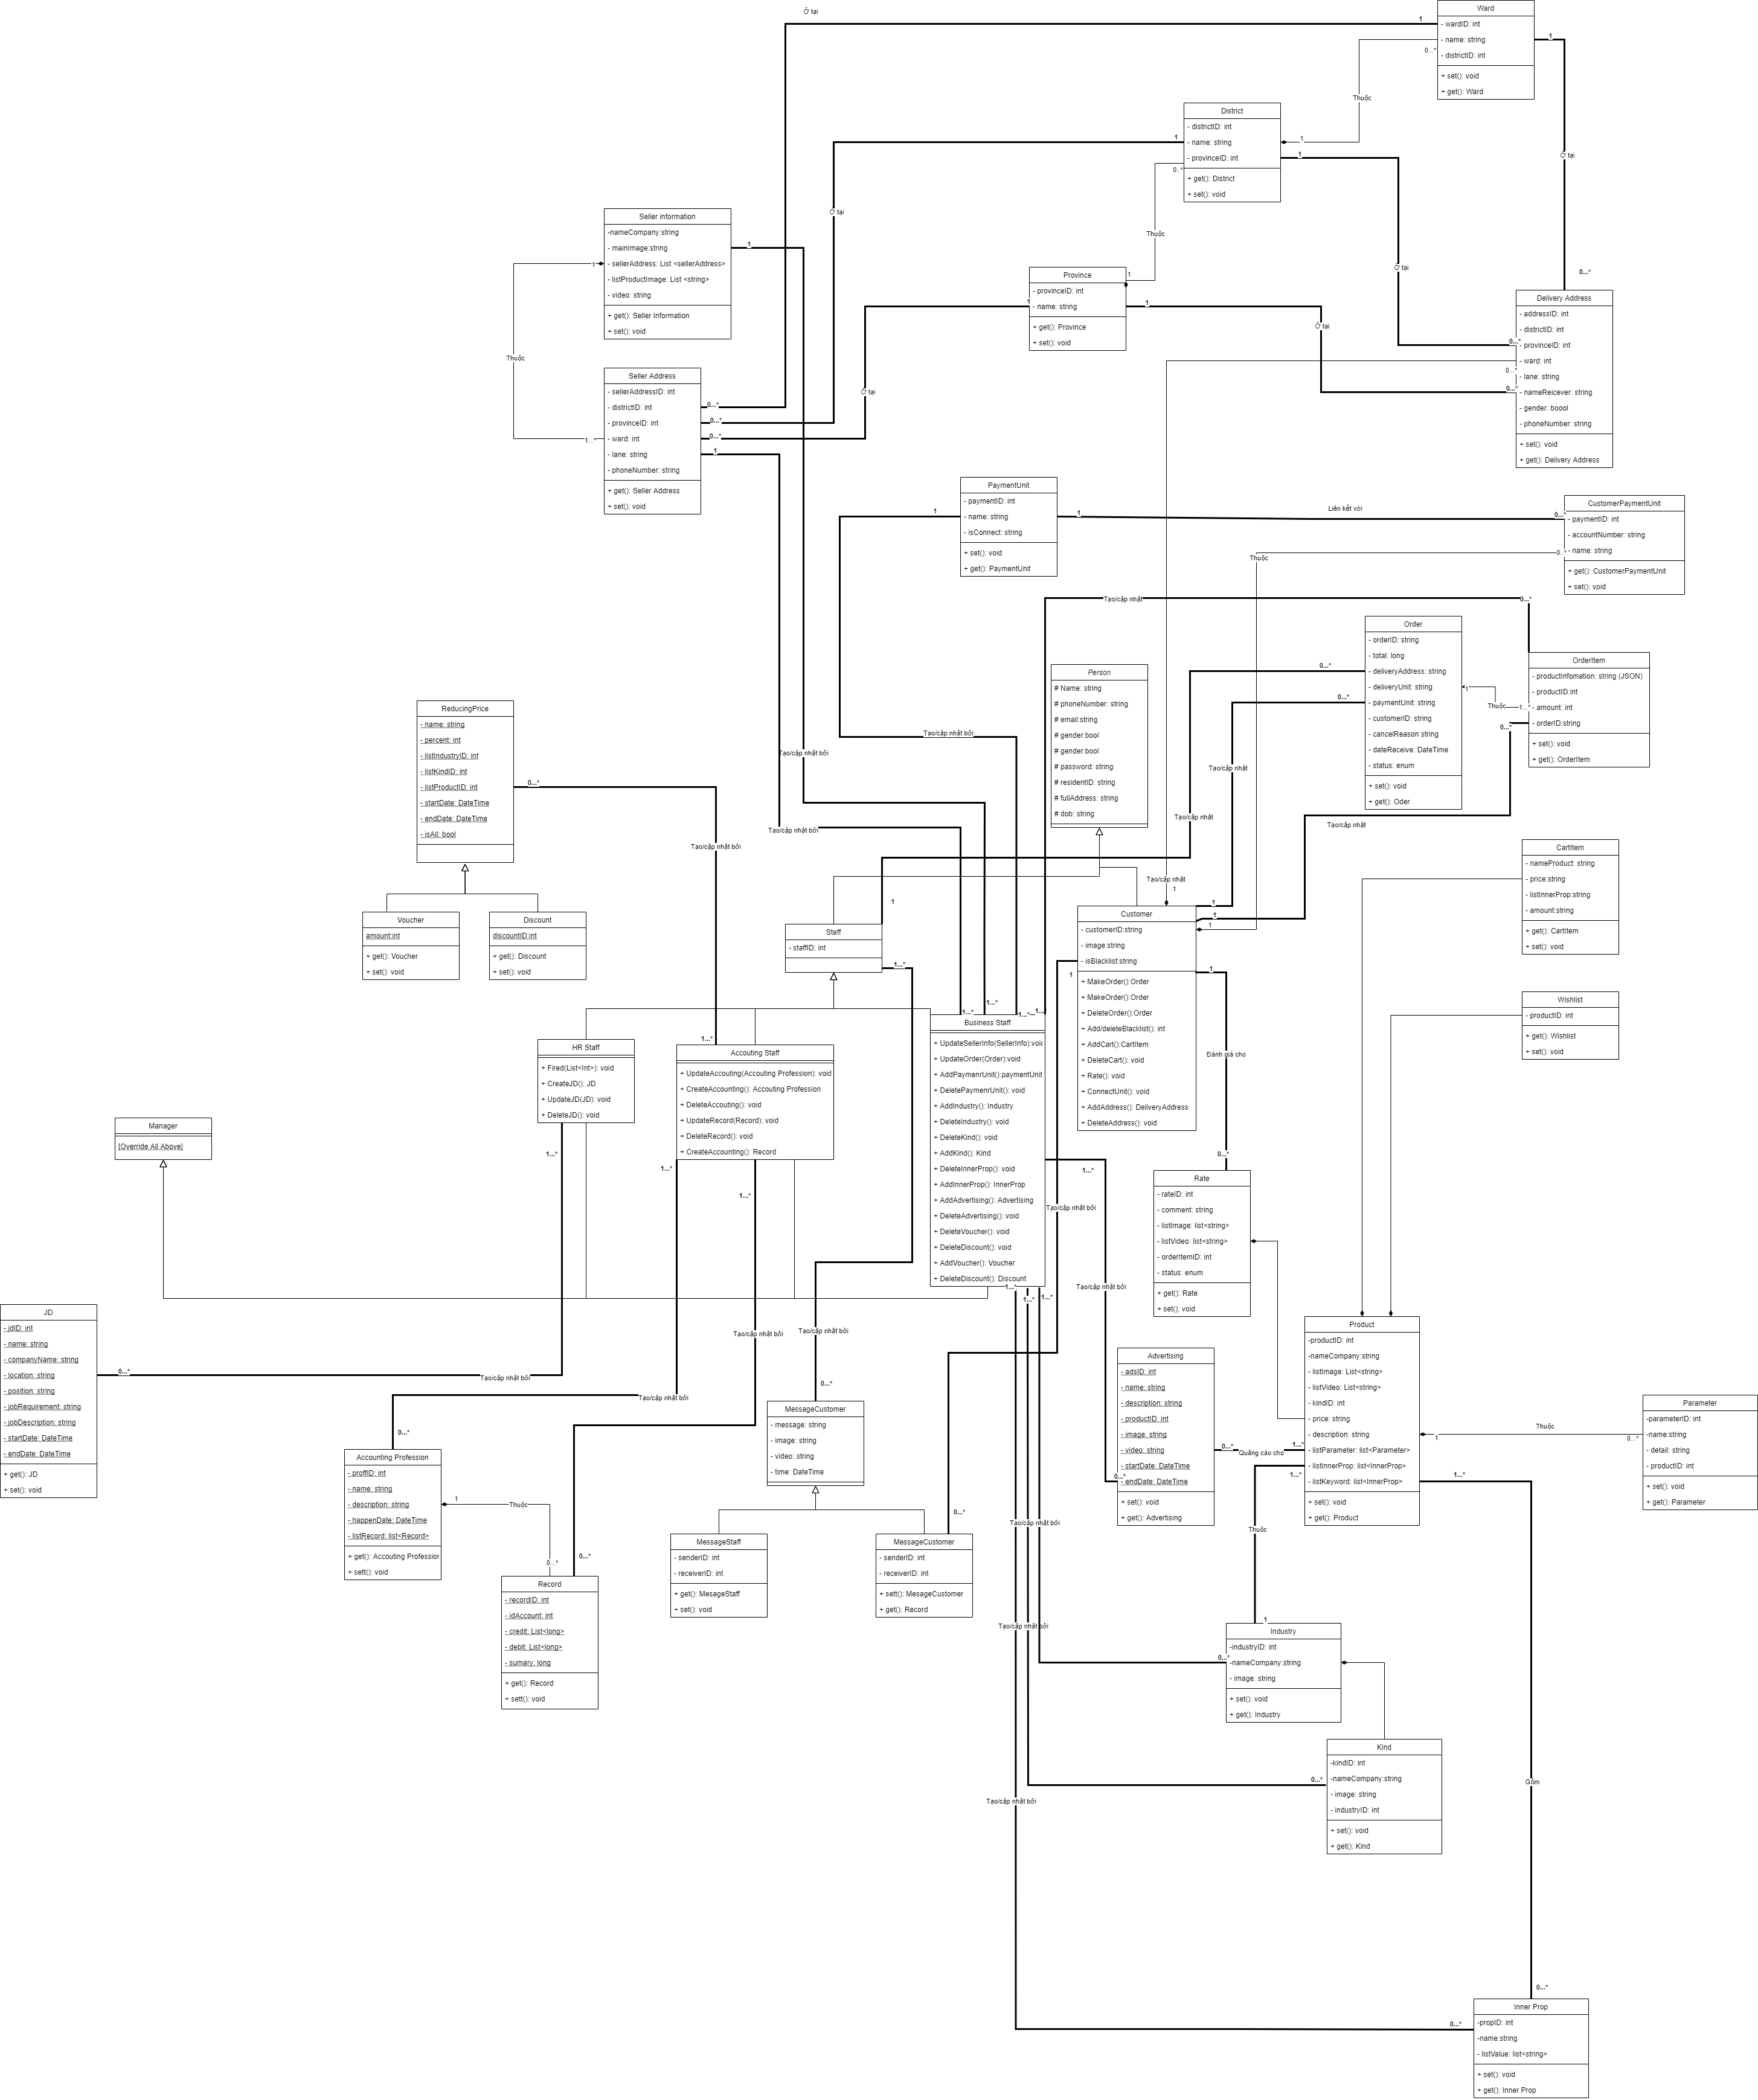 Ward
- wardID: int
- name: string
- districtID: int
+ set(): void
+ get(): Ward
Ở tại
1
1
0...*
Thuộc
Ở tại
District
- districtID: int
- name: string
- provinceID: int
+ get(): District
+ set(): void
1
1
1
0...*
Thuộc
Ở tại
Ở tại
Seller information
-nameCompany:string
- mainImage:string
- sellerAddress: List <sellerAddress>
- listProductImage: List <string>
- video: string
+ get(): Seller Information
+ set(): void
1
1
Thuộc
1...*
Province
- provinceID: int
- name: string
+ get(): Province
+ set(): void
1
1
1
Ở tại
Ở tại
0...*
Delivery Address
- addressID: int
- districtID: int
- provinceID: int
- ward: int
- lane: string
- nameReicever: string
- gender: boool
- phoneNumber: string
+ set(): void
+ get(): Delivery Address
0...*
0...*
0...*
Seller Address
- sellerAddressID: int
- districtID: int
- provinceID: int
- ward: int
- lane: string
- phoneNumber: string
+ get(): Seller Address
+ set(): void
0...*
0...*
0...*
1
PaymentUnit
- paymentID: int
- name: string
- isConnect: string
+ set(): void
+ get(): PaymentUnit
1
1
Liên kết với
0...*
CustomerPaymentUnit
- paymentID: int
- accountNumber: string
- name: string
+ get(): CustomerPaymentUnit
+ set(): void
0...*
Thuộc
Tạo/cấp nhật
0...*
Order
- orderID: string
- total: long
- deliveryAddress: string
- deliveryUnit: string
- paymentUnit: string
- customerID: string
- cancelReason string
- dateReceive: DateTime
- status: enum
+ set(): void
+ get(): Oder
0...*
0...*
1
Thuộc
1...*
0...*
OrderItem
- productInfomation: string (JSON)
- productID:int
- amount: int
- orderID:string
+ set(): void
+ get(): OrderItem
Person
# Name: string
# phoneNumber: string
# email:string
# gender:bool
# gender:bool
# password: string
# residentID: string
# fullAddress: string
# dob: string
ReducingPrice
- name: string
- percent: int
- listIndustryID: int
- listKindID: int
- listProductID: int
- startDate: DateTime
- endDate: DateTime
- isAll: bool
0...*
Tạo/cấp nhật bởi
Tạo/cấp nhật bởi
Tạo/cấp nhật bởi
Tạo/cấp nhật bởi
Tạo/cấp nhật
Tạo/cấp nhật
Tạo/cấp nhật
Tạo/cấp nhật
CartItem
- nameProduct: string
- price:string
- listInnerProp:string
- amount:string
+ get(): CartItem
+ set(): void
Voucher
amount:int
+ get(): Voucher
+ set(): void
Discount
discountID:int
+ get(): Discount
+ set(): void
Staff
- staffID: int
1
1...*
Customer
- customerID:string
- image:string
- isBlacklist:string
+ MakeOrder():Order
+ MakeOrder():Order
+ DeleteOrder():Order
+ Add/deleteBlacklist(): int
+ AddCart():CartItem
+ DeleteCart(): void
+ Rate(): void
+ ConnectUnit(): void
+ AddAddress(): DeliveryAddress
+ DeleteAddress(): void
1
1
1
1
1
1
Đánh giá cho
0...*
Wishlist
- productID: int
+ get(): Wishlist
+ set(): void
HR Staff
+ Fired(List<Int>): void
+ CreateJD(): JD
+ UpdateJD(JD): void
+ DeleteJD(): void
1...*
1...*
Accouting Staff
+ UpdateAccouting(Accouting Profession): void
+ CreateAccounting(): Accouting Profession
+ DeleteAccouting(): void
+ UpdateRecord(Record): void
+ DeleteRecord(): void
+ CreateAccounting(): Record
1...*
1...*
1...*
1...*
1...*
1...*
Business Staff
+ UpdateSellerInfo(SellerInfo):void
+ UpdateOrder(Order):void
+ AddPaymenrUnit():paymentUnit
+ DeletePaymenrUnit(): void
+ AddIndustry(): Industry
+ DeleteIndustry(): void
+ DeleteKind(): void
+ AddKind(): Kind
+ DeleteInnerProp(): void
+ AddInnerProp(): InnerProp
+ AddAdvertising(): Advertising
+ DeleteAdvertising(): void
+ DeleteVoucher(): void
+ DeleteDiscount(): void
+ AddVoucher(): Voucher
+ DeleteDiscount(): Discount
1...*
1...*
1...*
1...*
Manager
[Override All Above]
Tạo/cấp nhật bởi
Tạo/cấp nhật bởi
Rate
- rateID: int
- comment: string
- listImage: list<string>
- listVideo: list<string>
- orderItemID: int
- status: enum
+ get(): Rate
+ set(): void
JD
- jdID: int
- name: string
- companyName: string
- location: string
- position: string
- jobRequirement: string
- jobDescription: string
- startDate: DateTime
- endDate: DateTime
+ get(): JD
+ set(): void
0...*
Tạo/cấp nhật bởi
Tạo/cấp nhật bởi
Tạo/cấp nhật bởi
Tạo/cấp nhật bởi
Product
-productID: int
-nameCompany:string
- listImage: List<string>
- listVideo: List<string>
- kindID: int
- price: string
- description: string
- listParameter: list<Parameter>
- listInnerProp: list<InnerProp>
- listKeyword: list<InnerProp>
+ set(): void
+ get(): Product
1
Thuộc
0...*
1...*
1...*
1...*
Parameter
-parameterID: int
-name:string
- detail: string
- productID: int
+ set(): void
+ get(): Parameter
Advertising
- adsID: int
- name: string
- description: string
- productID: int
- image: string
- video: string
- startDate: DateTime
- endDate: DateTime
+ set(): void
+ get(): Advertising
0...*
Quảng cáo cho
0...*
0...*
MessageCustomer
- message: string
- image: string
- video: string
- time: DateTime
0...*
Accounting Profession
- proffID: int
- name: string
- description: string
- happenDate: DateTime
- listRecord: list<Record>
+ get(): Accouting Profession
+ sett(): void
1
Thuộc
0...*
0...*
Record
- recordID: int
- idAccount: int
- credit: List<long>
- debit: List<long>
- sumary: long
+ get(): Record
+ sett(): void
MessageStaff
- senderID: int
- receiverID: int
+ get(): MesageStaff
+ set(): void
0...*
MessageCustomer
- senderID: int
- receiverID: int
+ sett(): MesageCustomer
+ get(): Record
Tạo/cấp nhật bởi
Tạo/cấp nhật bởi
Tạo/cấp nhật bởi
Thuộc
1
0...*
Industry
-industryID: int
-nameCompany:string
- image: string
+ set(): void
+ get(): Industry
0...*
Kind
-kindID: int
-nameCompany:string
- image: string
- industryID: int
+ set(): void
+ get(): Kind
Gồm
0...*
0...*
Inner Prop
-propID: int
-name:string
- listValue: list<string>
+ set(): void
+ get(): Inner Prop